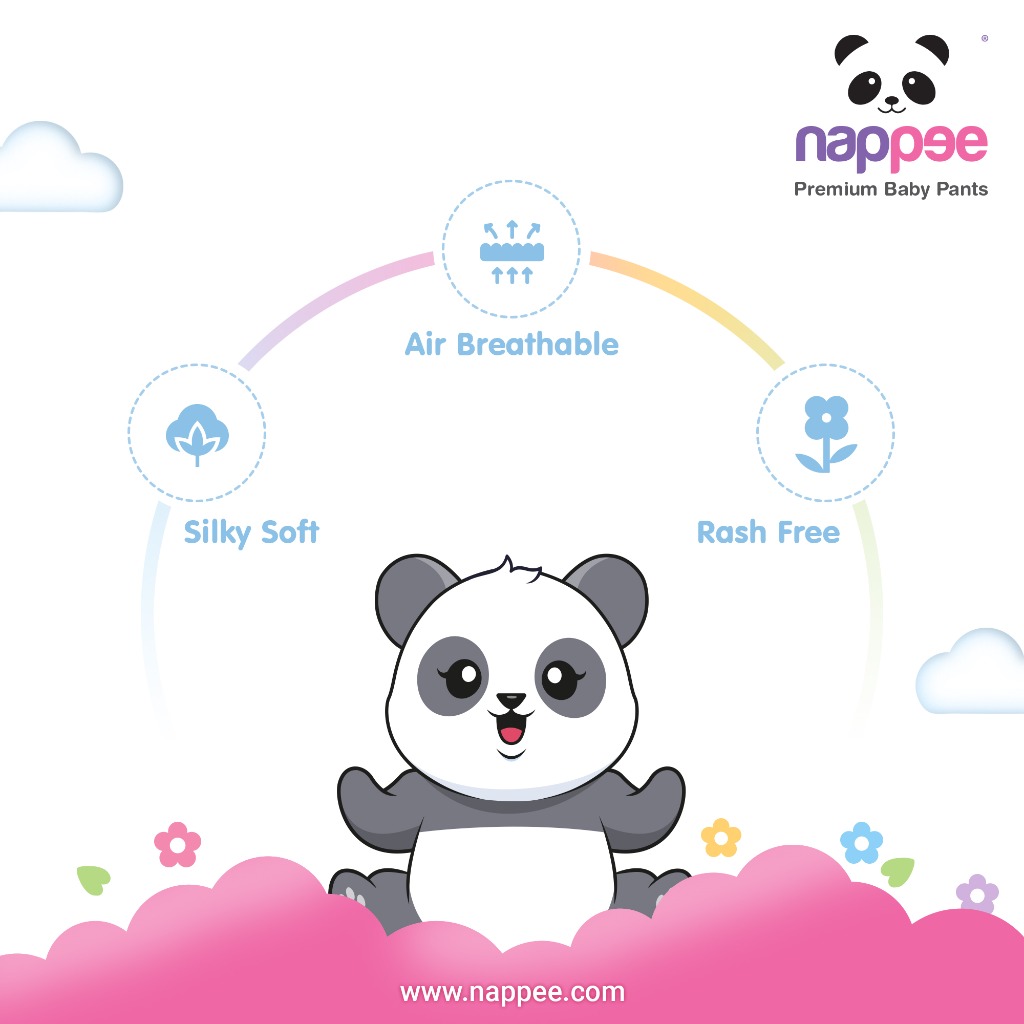 ®
nappee
Premium Baby Pants
Air Breathable
Silky Soft
Rash Free
www.nappee.com